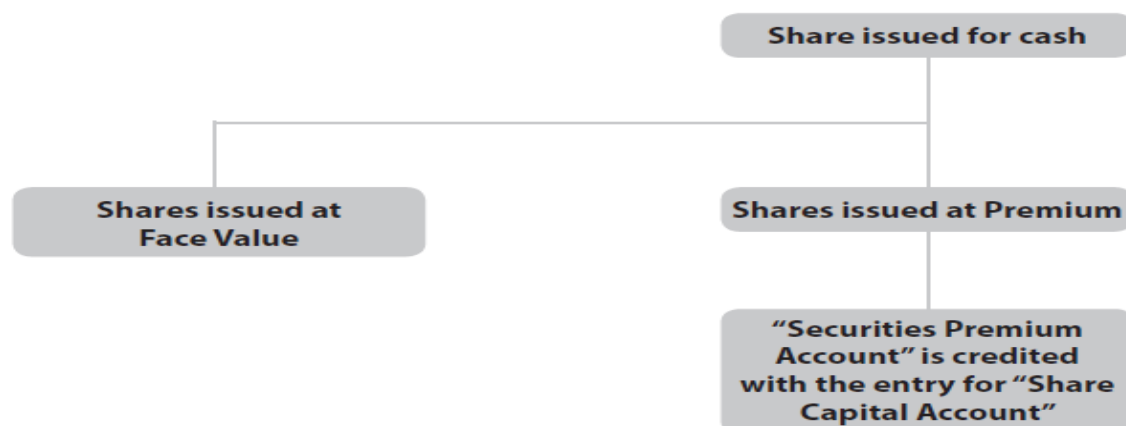 Share issued for cash
Shares issued at
Face Value
Shares issued at Premium
“Securities Premium
Account” is credited
with the entry for “Share
Capital Account”